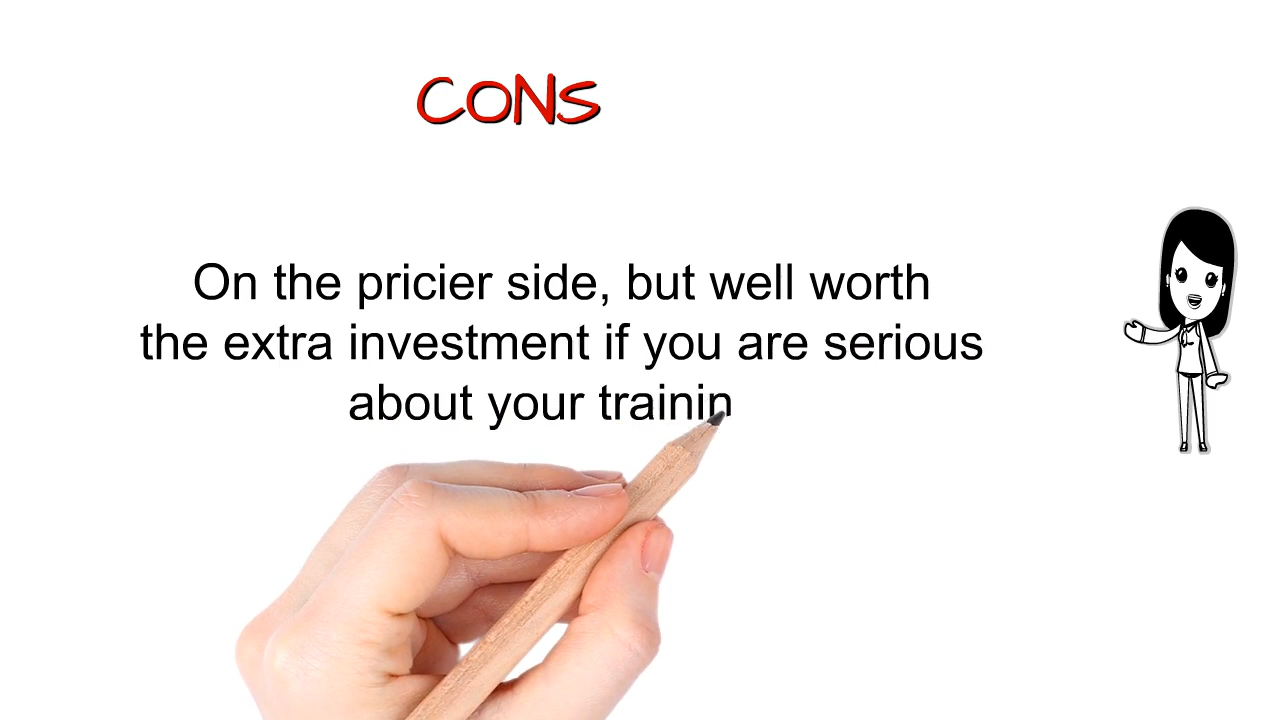 CONS
On the pricier side, but well worth
the extra investment if you are serious
about your trainin